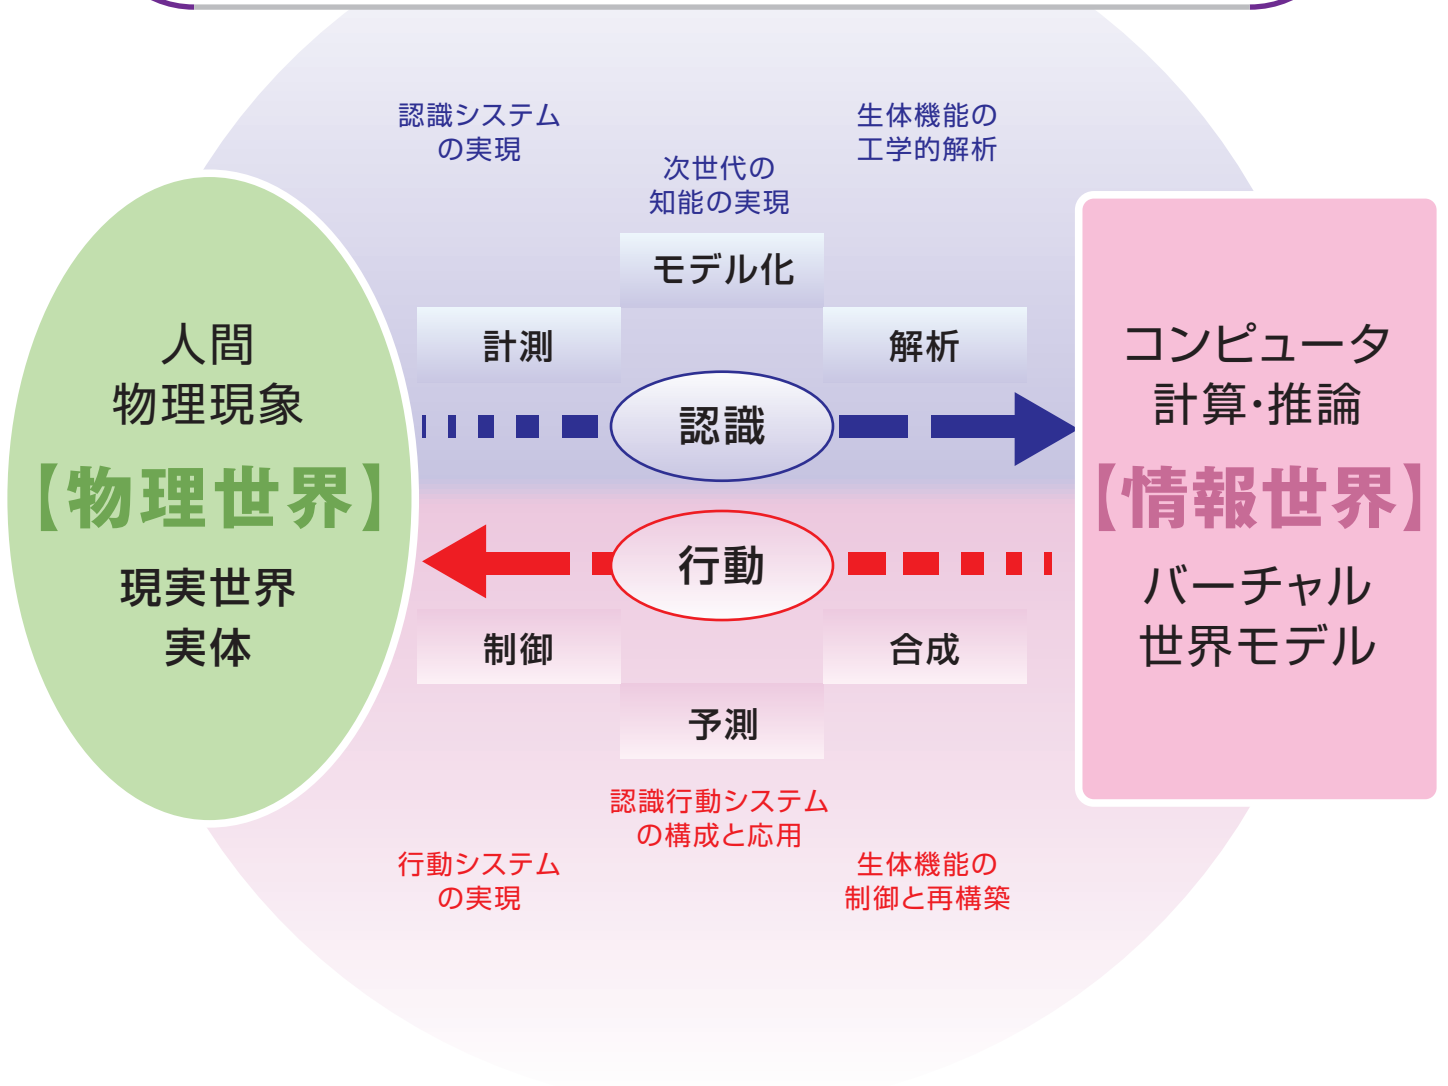 認識システム
の実現
次世代の
知能の実現
生体機能の
工学的解析
モデル化
計測
解析
認識
人間
物理現象
【物理世界】
現実世界
実体
コンピュータ
計算・推論
【情報世界】
バーチャル
世界モデル
行動
制御
合成
予測
認識行動システム
の構成と応用
行動システム
の実現
生体機能の
制御と再構築